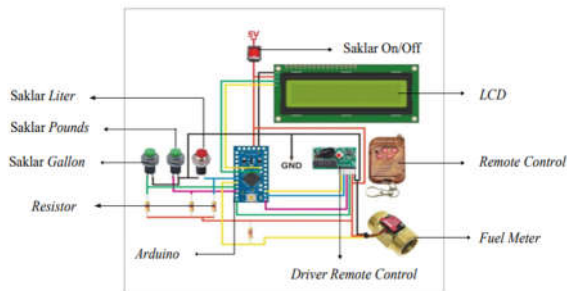 5V
Saklar On/Off
Saklar Liter
LCD
Saklar Pounds
Saklar Gallon
GND
Remote Control
Resistor
Arduino
Fuel Meter
Driver Remote Control